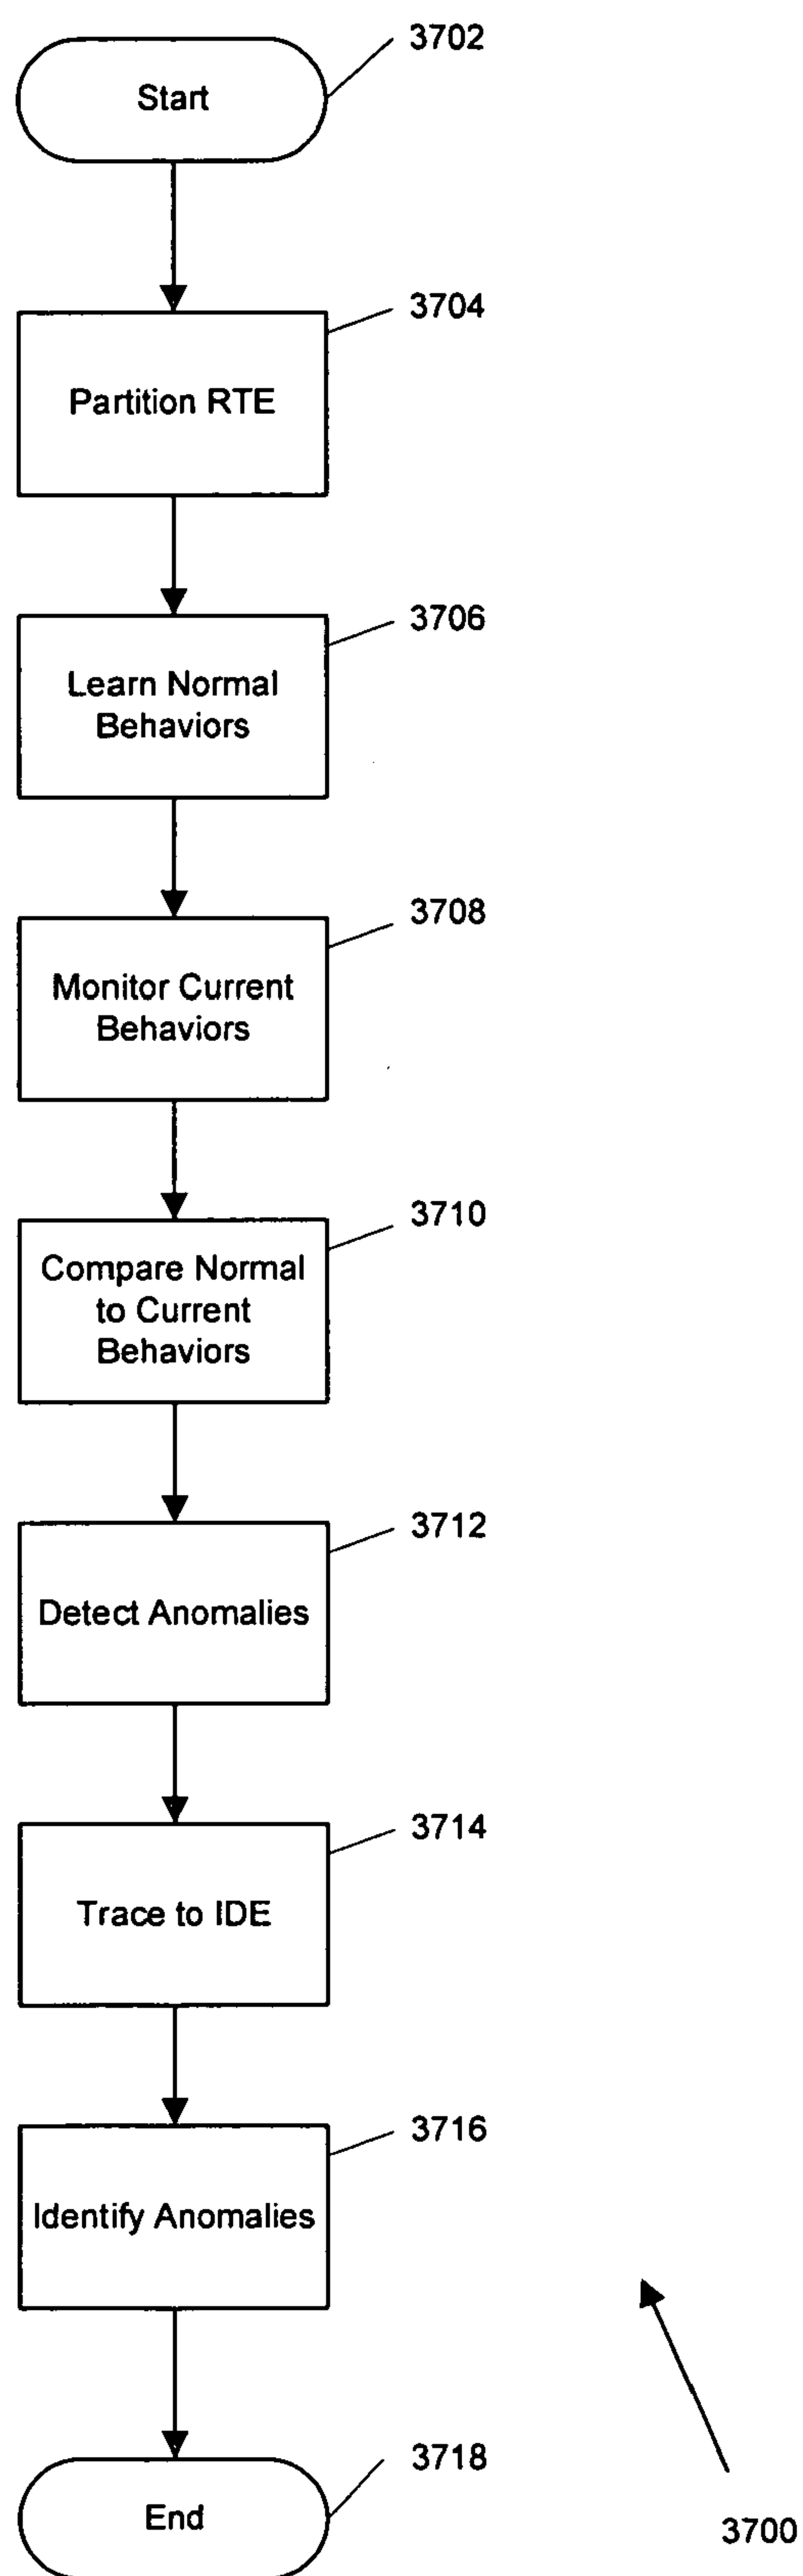 3702
Start
3704
Partition RTE
3706
Learn Normal
Behaviors
3708
Monitor Current
Behaviors
3710
Compare Normal
to Current
Behaviors
3712
Detect Anomalies
3714
Trace to IDE
3716
Identify Anomalies
3718
End
3700